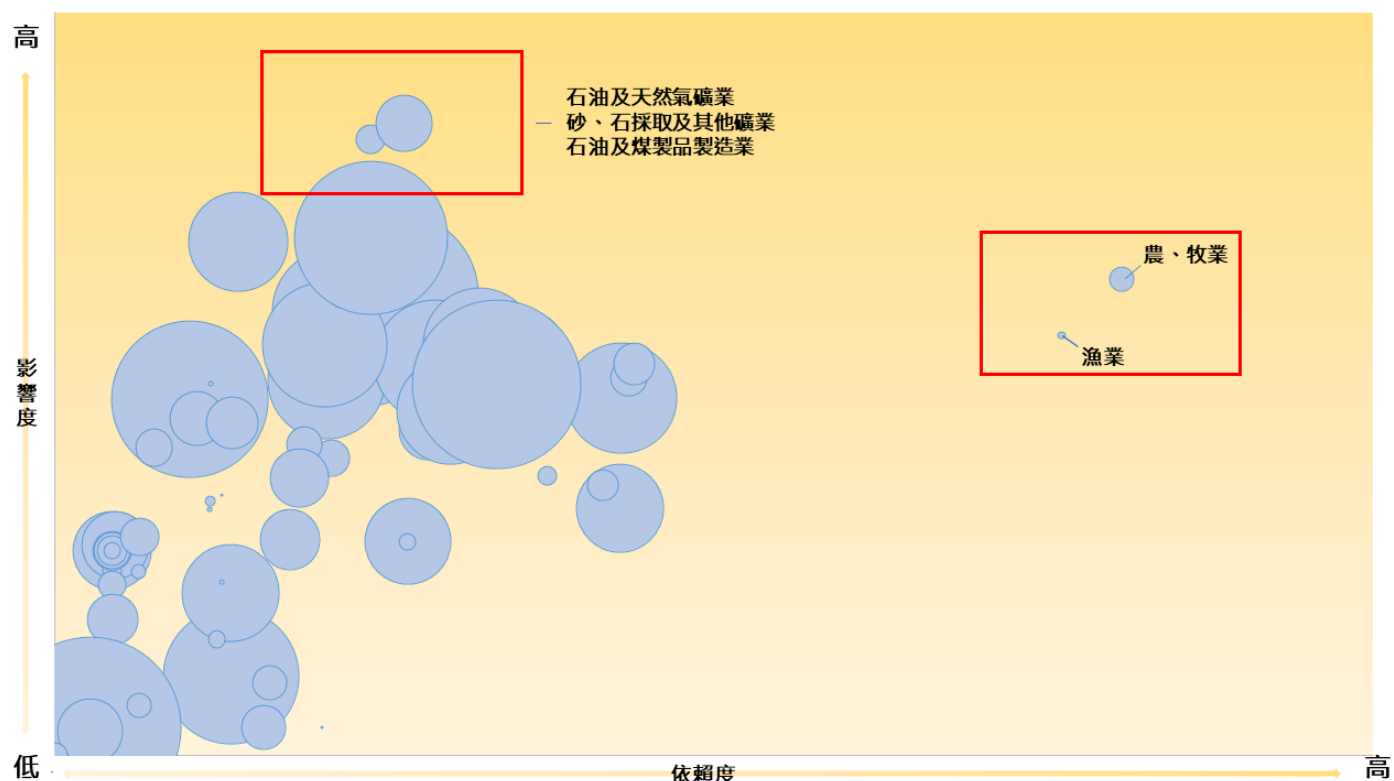 高
石油及天然氣礦業
砂、石採取及其他礦業
石油及煤製品製造業
農、牧業
漁業
影響度
低
依賴度
高